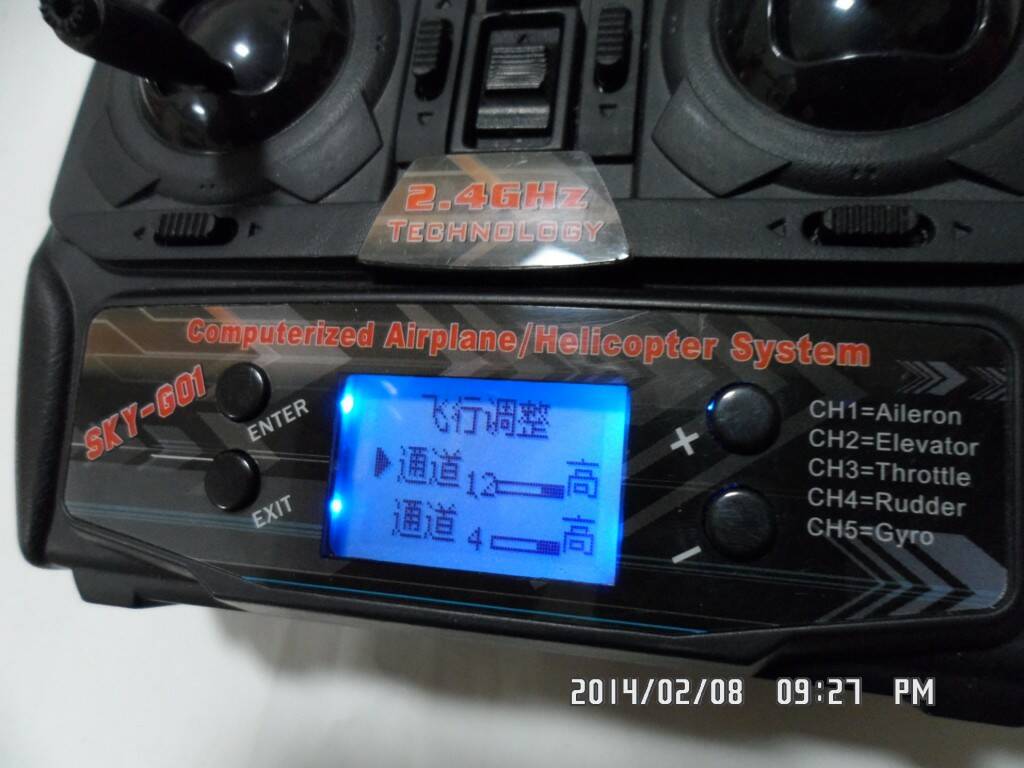 2.4GHz
TECHNOLOGY
Computerized Airplane/Helicopter System
SKY-G01
ENTER
EXIT
飞行调整
通道12 高
通道 4 高
+
−
CH1=Aileron
CH2=Elevator
CH3=Throttle
CH4=Rudder
CH5=Gyro
2014/02/08 09:27 PM